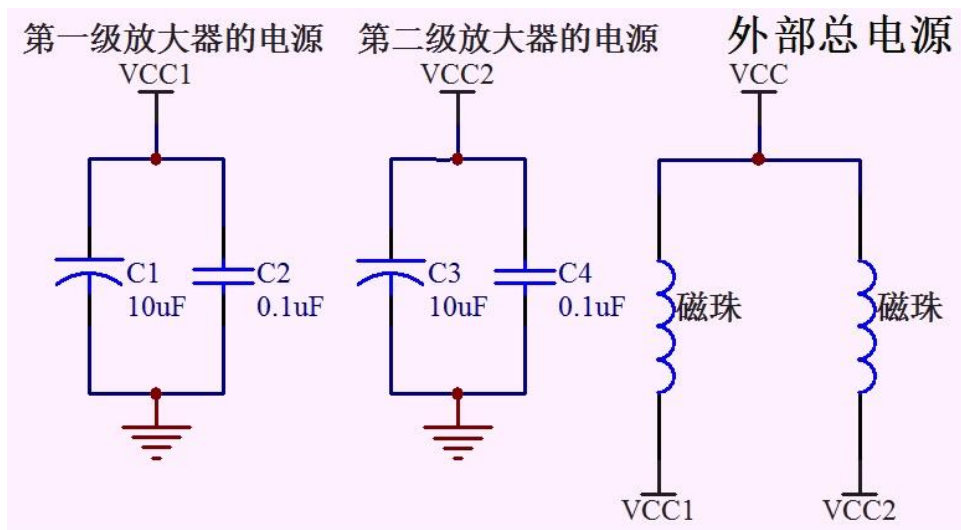 第一级放大器的电源
第二级放大器的电源
外部总电源
VCC1
VCC2
VCC
C1
10uF
C2
0.1uF
C3
10uF
C4
0.1uF
磁珠
磁珠
VCC1
VCC2